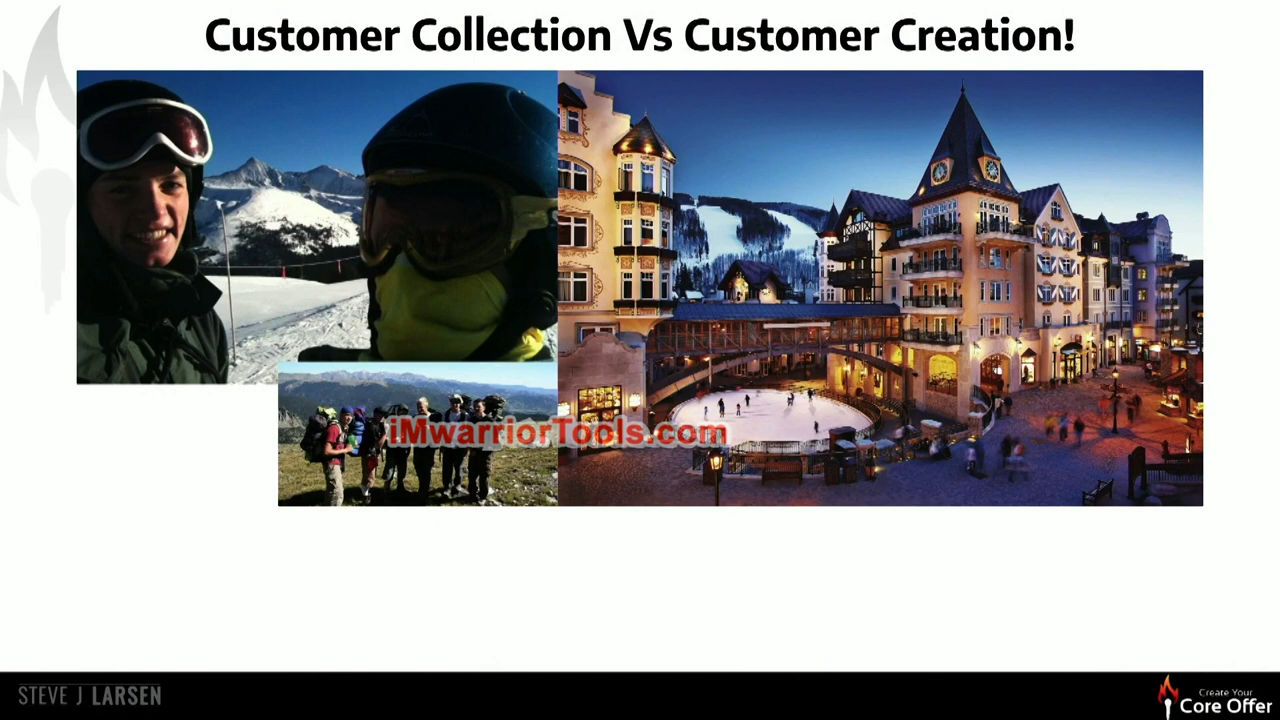 Customer Collection Vs Customer Creation!
iMwarriorTools.com
STEVE J LARSEN
Create Your
Core Offer